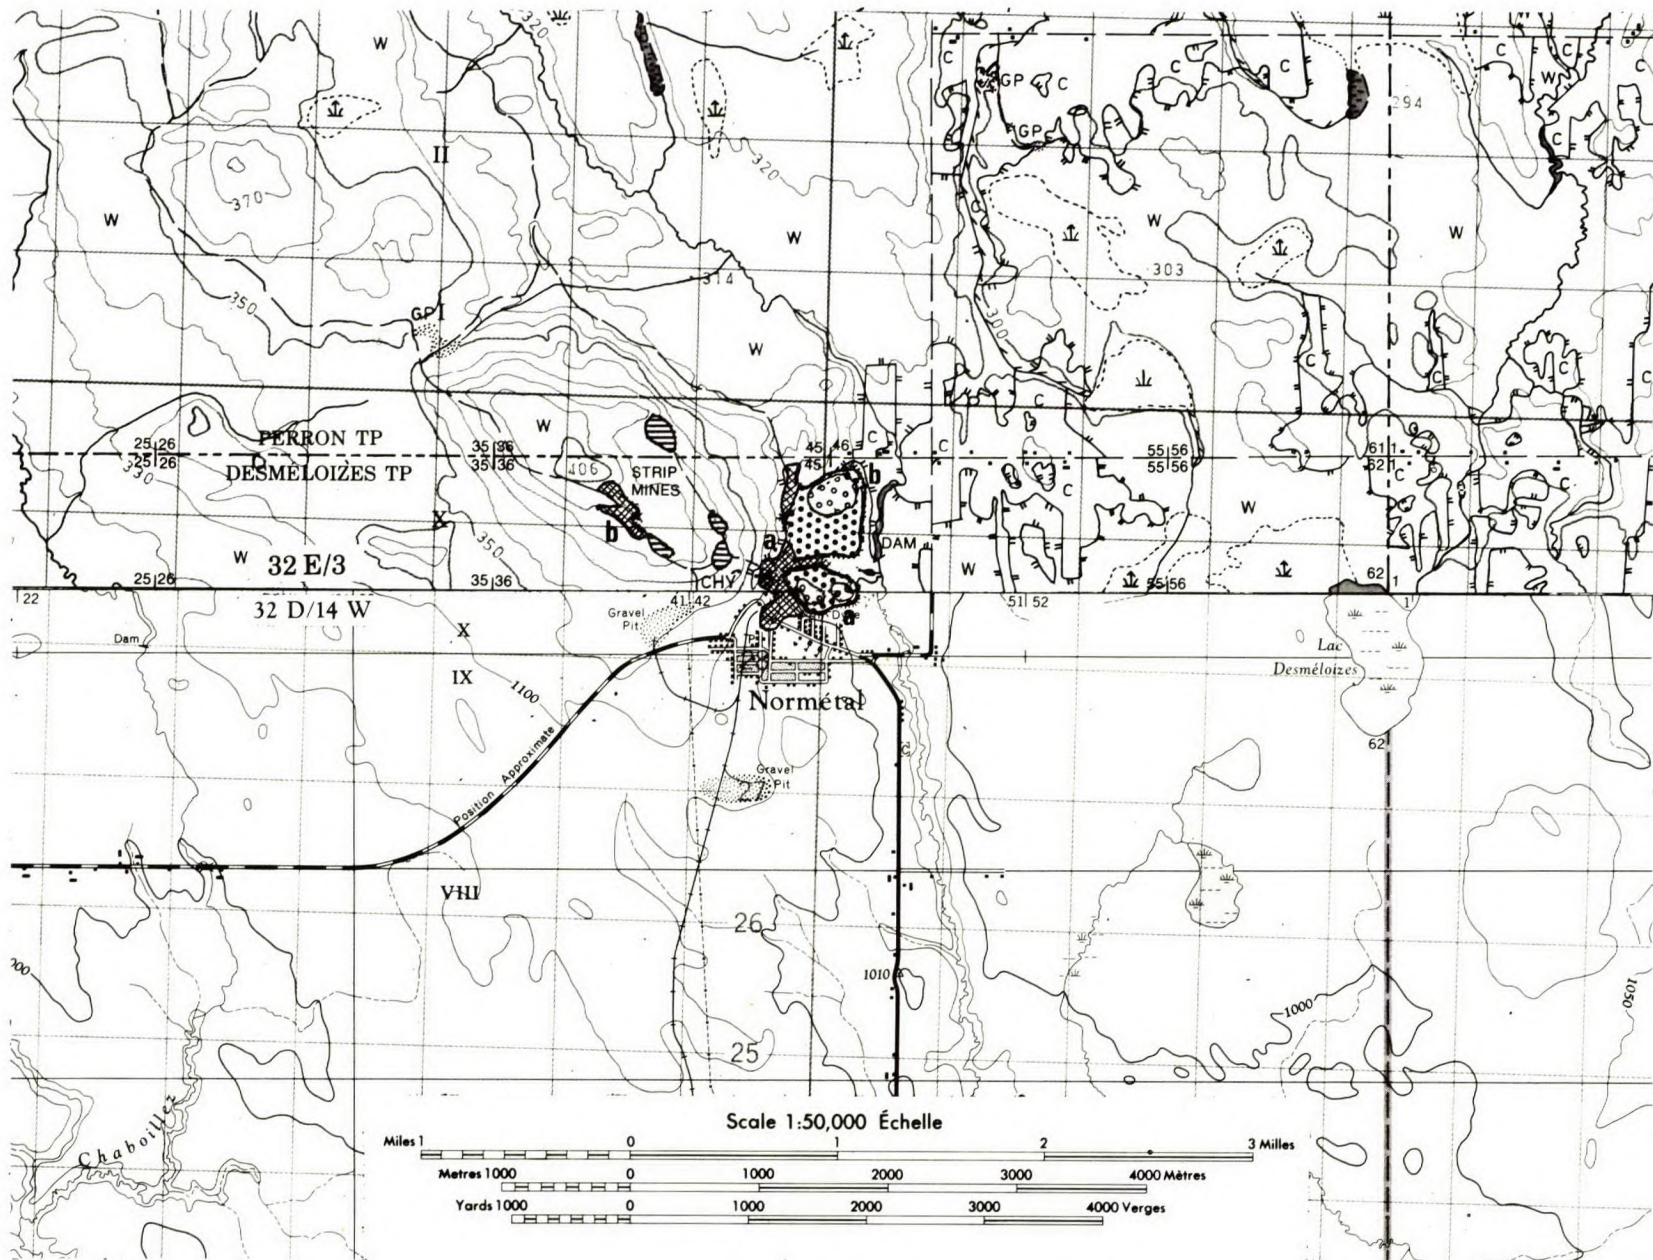 320
W
C
GP
C
C
C
C
C
W
C
294
GP
C
II
320
370
W
W
C
W
W
314
303
350
GP I
300
W
C
C
C
C
W
C
C
PERRON TP
DESMÉLOIZES TP
25 26
25 26
35 36
35 36
406
STRIP
MINES
45 46
45
b
55 56
55 56
61 1
62 1
C
330
X
b
350
a
DAM
C
W
C
W
32 E/3
W
25 26
35 36
62 1
55 56
122
32 D/14 W
41 42
51 52
1
Gravel
Pit
a
Dam
X
Lac
Desméloizes
IX
1100
Normétal
C
62
Position Approximate
Gravel
Pit
27
VIII
26
1010
1000
1050
25
Chaboillez
Scale 1:50,000 Échelle
Miles 1 0 1 2 3 Milles
Metres 1000 0 1000 2000 3000 4000 Mètres
Yards 1000 0 1000 2000 3000 4000 Verges